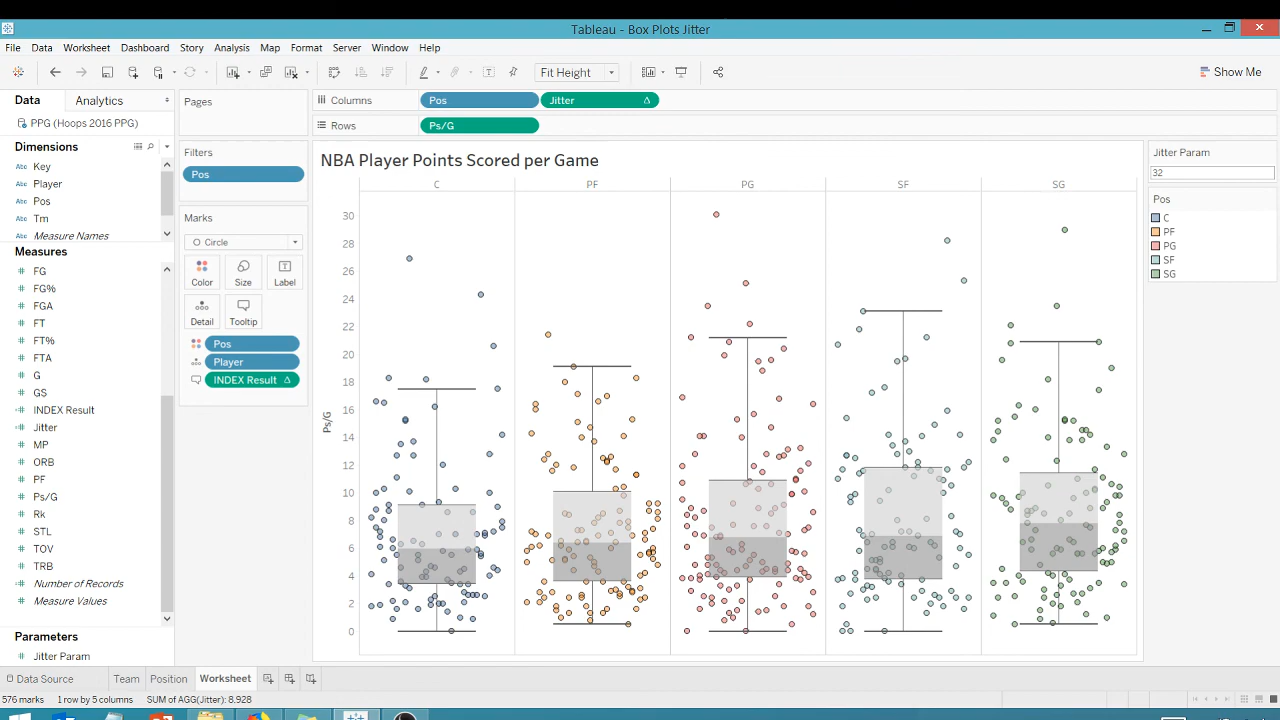 Tableau - Box Plots Jitter
File Data Worksheet Dashboard Story Analysis Map Format Server Window Help
Fit Height
Show Me
Data
Analytics
PPG (Hoops 2016 PPG)
Dimensions
Abc Key
Abc Player
Abc Pos
Abc Tm
Abc Measure Names
Measures
FG
FG%
FGA
FT
FT%
FTA
G
GS
INDEX Result
Jitter
MP
ORB
PF
Ps/G
Rk
STL
TOV
TRB
Number of Records
Measure Values
Parameters
Jitter Param
Pages
Filters
Pos
Marks
Circle
Color Size Label
Detail Tooltip
Pos
Player
INDEX Result
Columns Pos Jitter
Rows Ps/G
NBA Player Points Scored per Game
C PF PG SF SG
30
28
26
24
22
20
18
16
14
12
10
8
6
4
2
0
Ps/G
Jitter Param
32
Pos
C
PF
PG
SF
SG
Data Source Team Position Worksheet
576 marks 1 row by 5 columns SUM of AGG(Jitter): 8.928